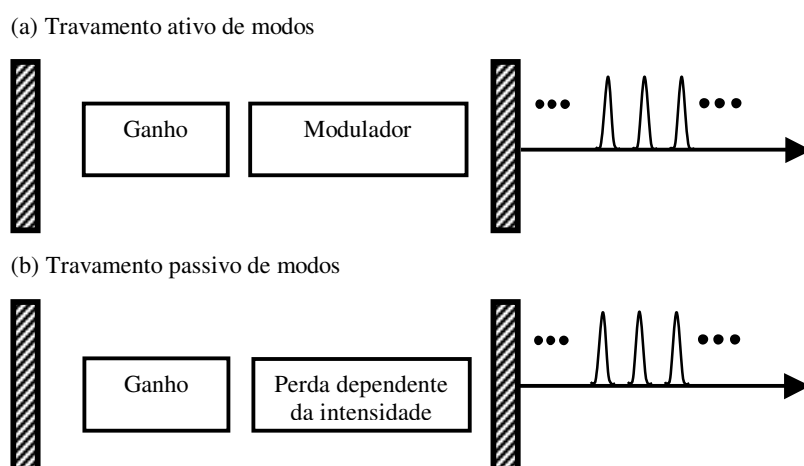 (a) Travamento ativo de modos
Ganho
Modulador
(b) Travamento passivo de modos
Ganho
Perda dependente
da intensidade